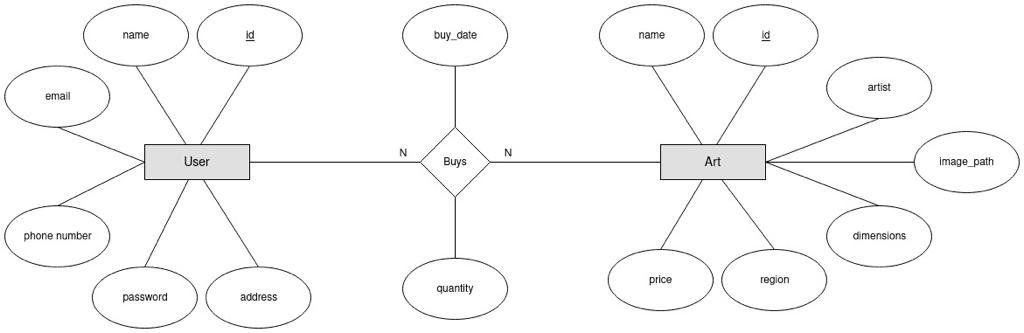 name
id
buy_date
name
id
email
artist
User
N
Buys
N
Art
image_path
phone number
dimensions
password
address
quantity
price
region